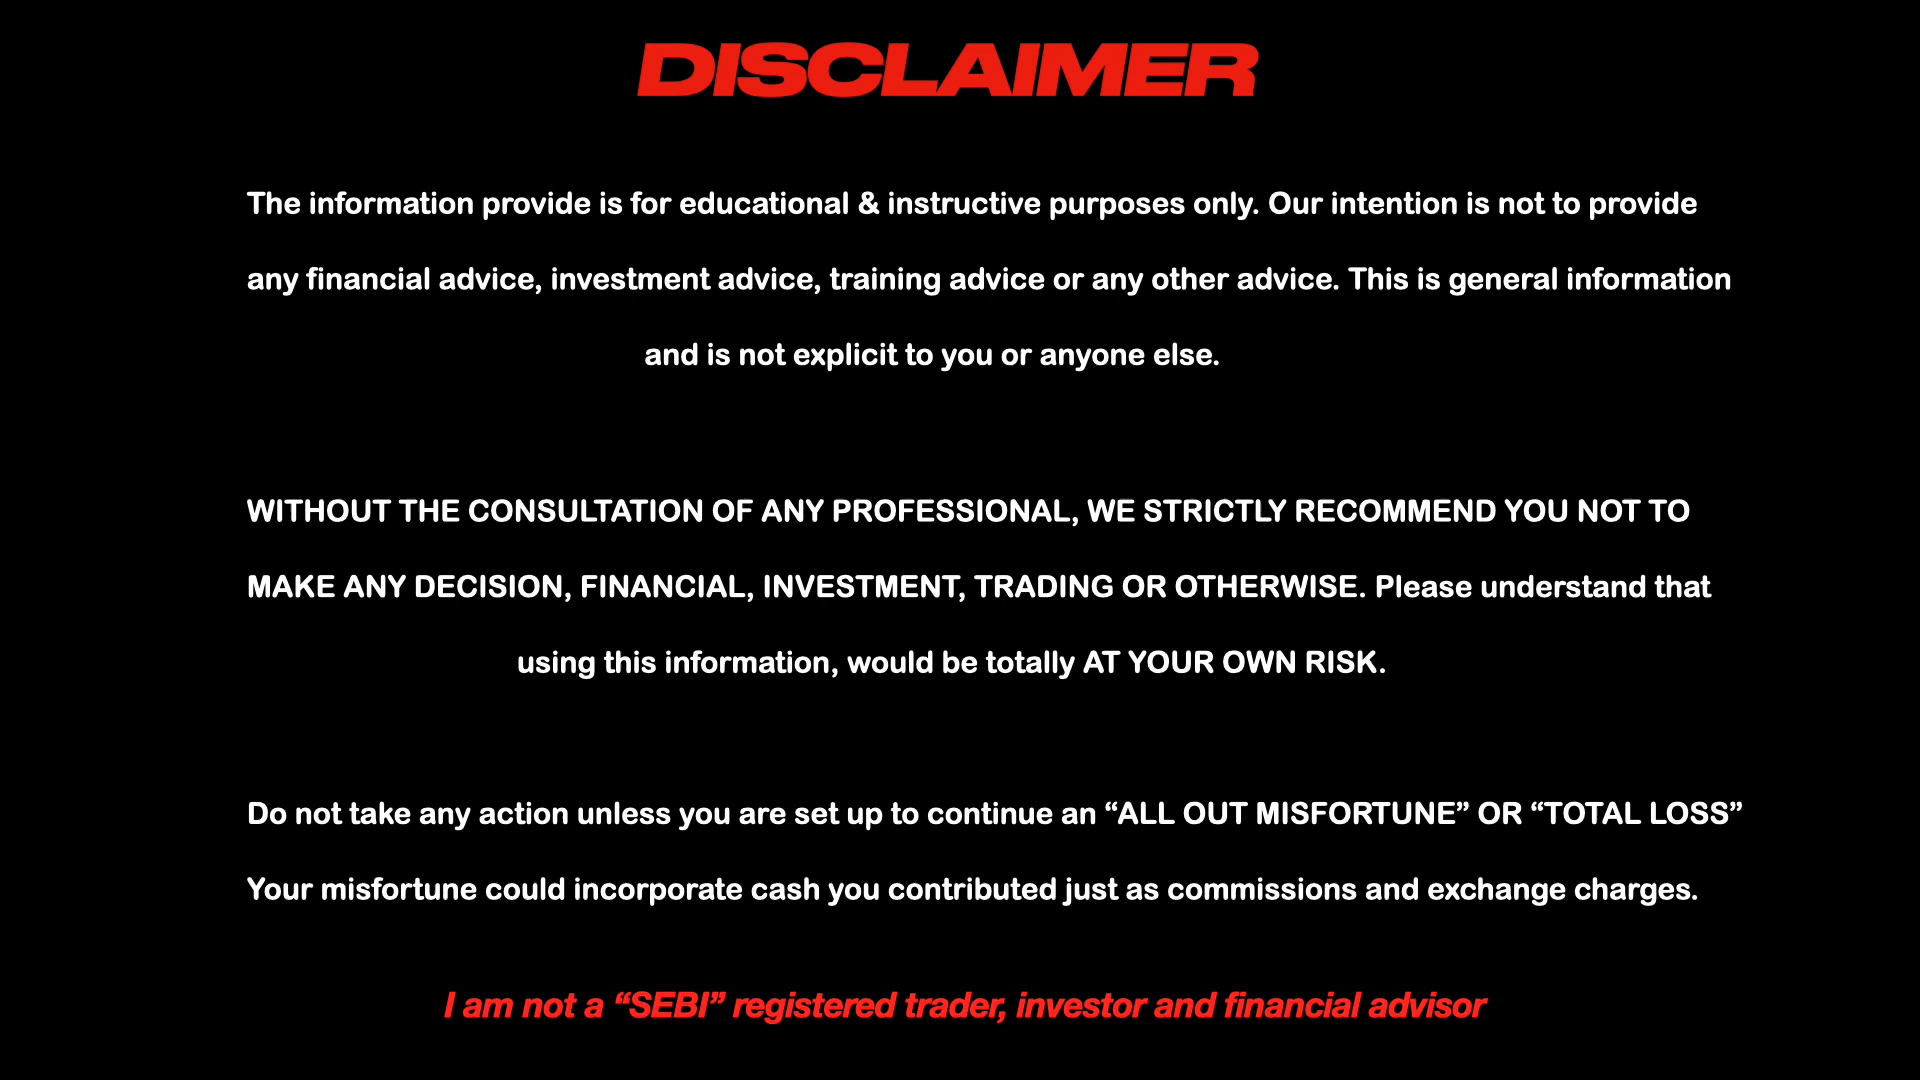 DISCLAIMER
The information provide is for educational & instructive purposes only. Our intention is not to provide
any financial advice, investment advice, training advice or any other advice. This is general information
and is not explicit to you or anyone else.
WITHOUT THE CONSULTATION OF ANY PROFESSIONAL, WE STRICTLY RECOMMEND YOU NOT TO
MAKE ANY DECISION, FINANCIAL, INVESTMENT, TRADING OR OTHERWISE. Please understand that
using this information, would be totally AT YOUR OWN RISK.
Do not take any action unless you are set up to continue an “ALL OUT MISFORTUNE” OR “TOTAL LOSS”
Your misfortune could incorporate cash you contributed just as commissions and exchange charges.
I am not a “SEBI” registered trader, investor and financial advisor